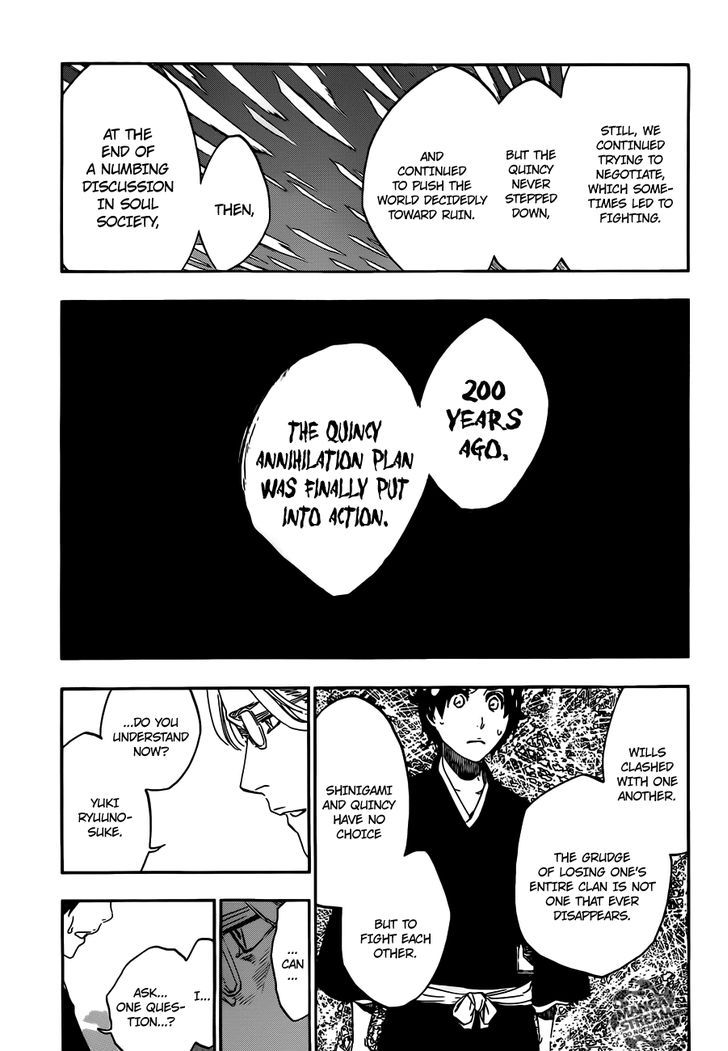 STILL, WE
CONTINUED
TRYING TO
NEGOTIATE,
WHICH SOME-
TIMES LED TO
FIGHTING.
BUT THE
QUINCY
NEVER
STEPPED
DOWN,
AND
CONTINUED
TO PUSH THE
WORLD DECIDEDLY
TOWARD RUIN.
THEN,
AT THE
END OF
A NUMBING
DISCUSSION
IN SOUL
SOCIETY,
200
YEARS
AGO,
THE QUINCY
ANNIHILATION PLAN
WAS FINALLY PUT
INTO ACTION.
WILLS
CLASHED
WITH ONE
ANOTHER.
THE GRUDGE
OF LOSING ONE'S
ENTIRE CLAN IS NOT
ONE THAT EVER
DISAPPEARS.
SHINIGAMI
AND QUINCY
HAVE NO
CHOICE
BUT TO
FIGHT EACH
OTHER.
...DO YOU
UNDERSTAND
NOW?
YUKI
RYUUNO-
SUKE.
...
CAN
I...
ASK...
ONE QUES-
TION...?
MANGA
STREAM